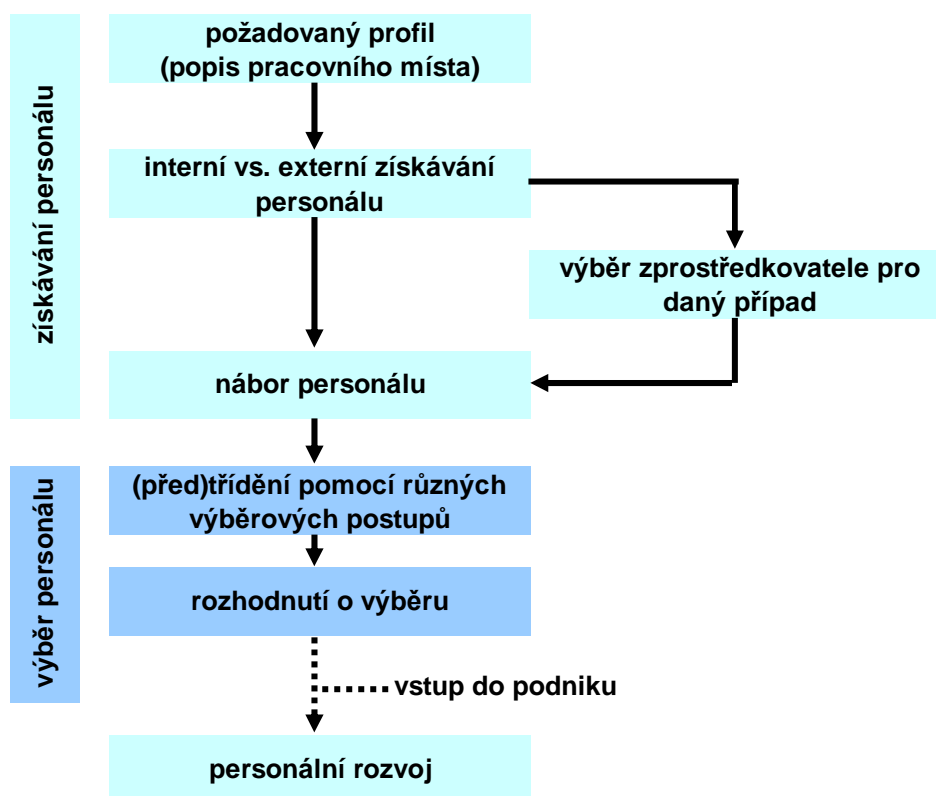 získávání personálu
požadovaný profil
(popis pracovního místa)
interní vs. externí získávání
personálu
výběr zprostředkovatele pro
daný případ
nábor personálu
výběr personálu
(před)třídění pomocí různých
výběrových postupů
rozhodnutí o výběru
vstup do podniku
personální rozvoj